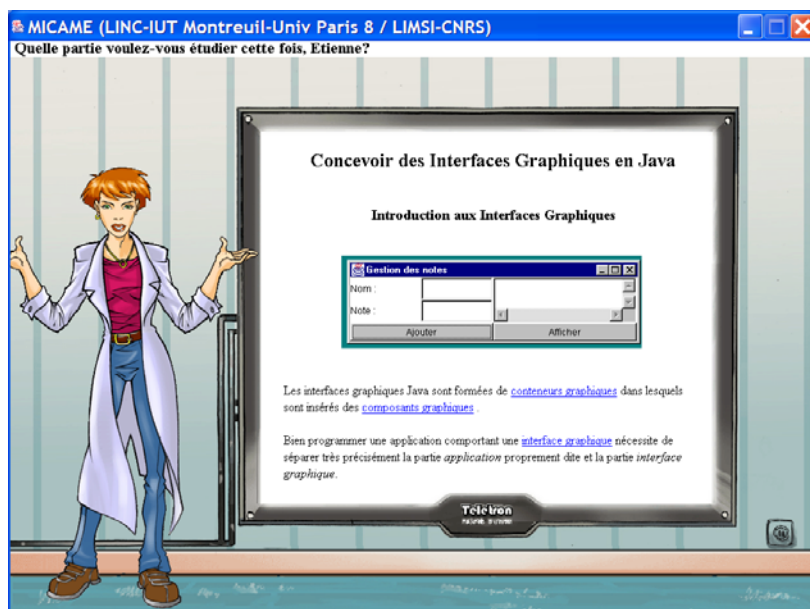 MICAME (LINC-IUT Montreuil-Univ Paris 8 / LIMSI-CNRS)
Quelle partie voulez-vous étudier cette fois, Etienne?
Concevoir des Interfaces Graphiques en Java
Introduction aux Interfaces Graphiques
Gestion des notes
Nom :
Note :
Ajouter Afficher
Les interfaces graphiques Java sont formées de conteneurs graphiques dans lesquels
sont insérés des composants graphiques .
Bien programmer une application comportant une interface graphique nécessite de
séparer très précisément la partie application proprement dite et la partie interface
graphique.
Teletron